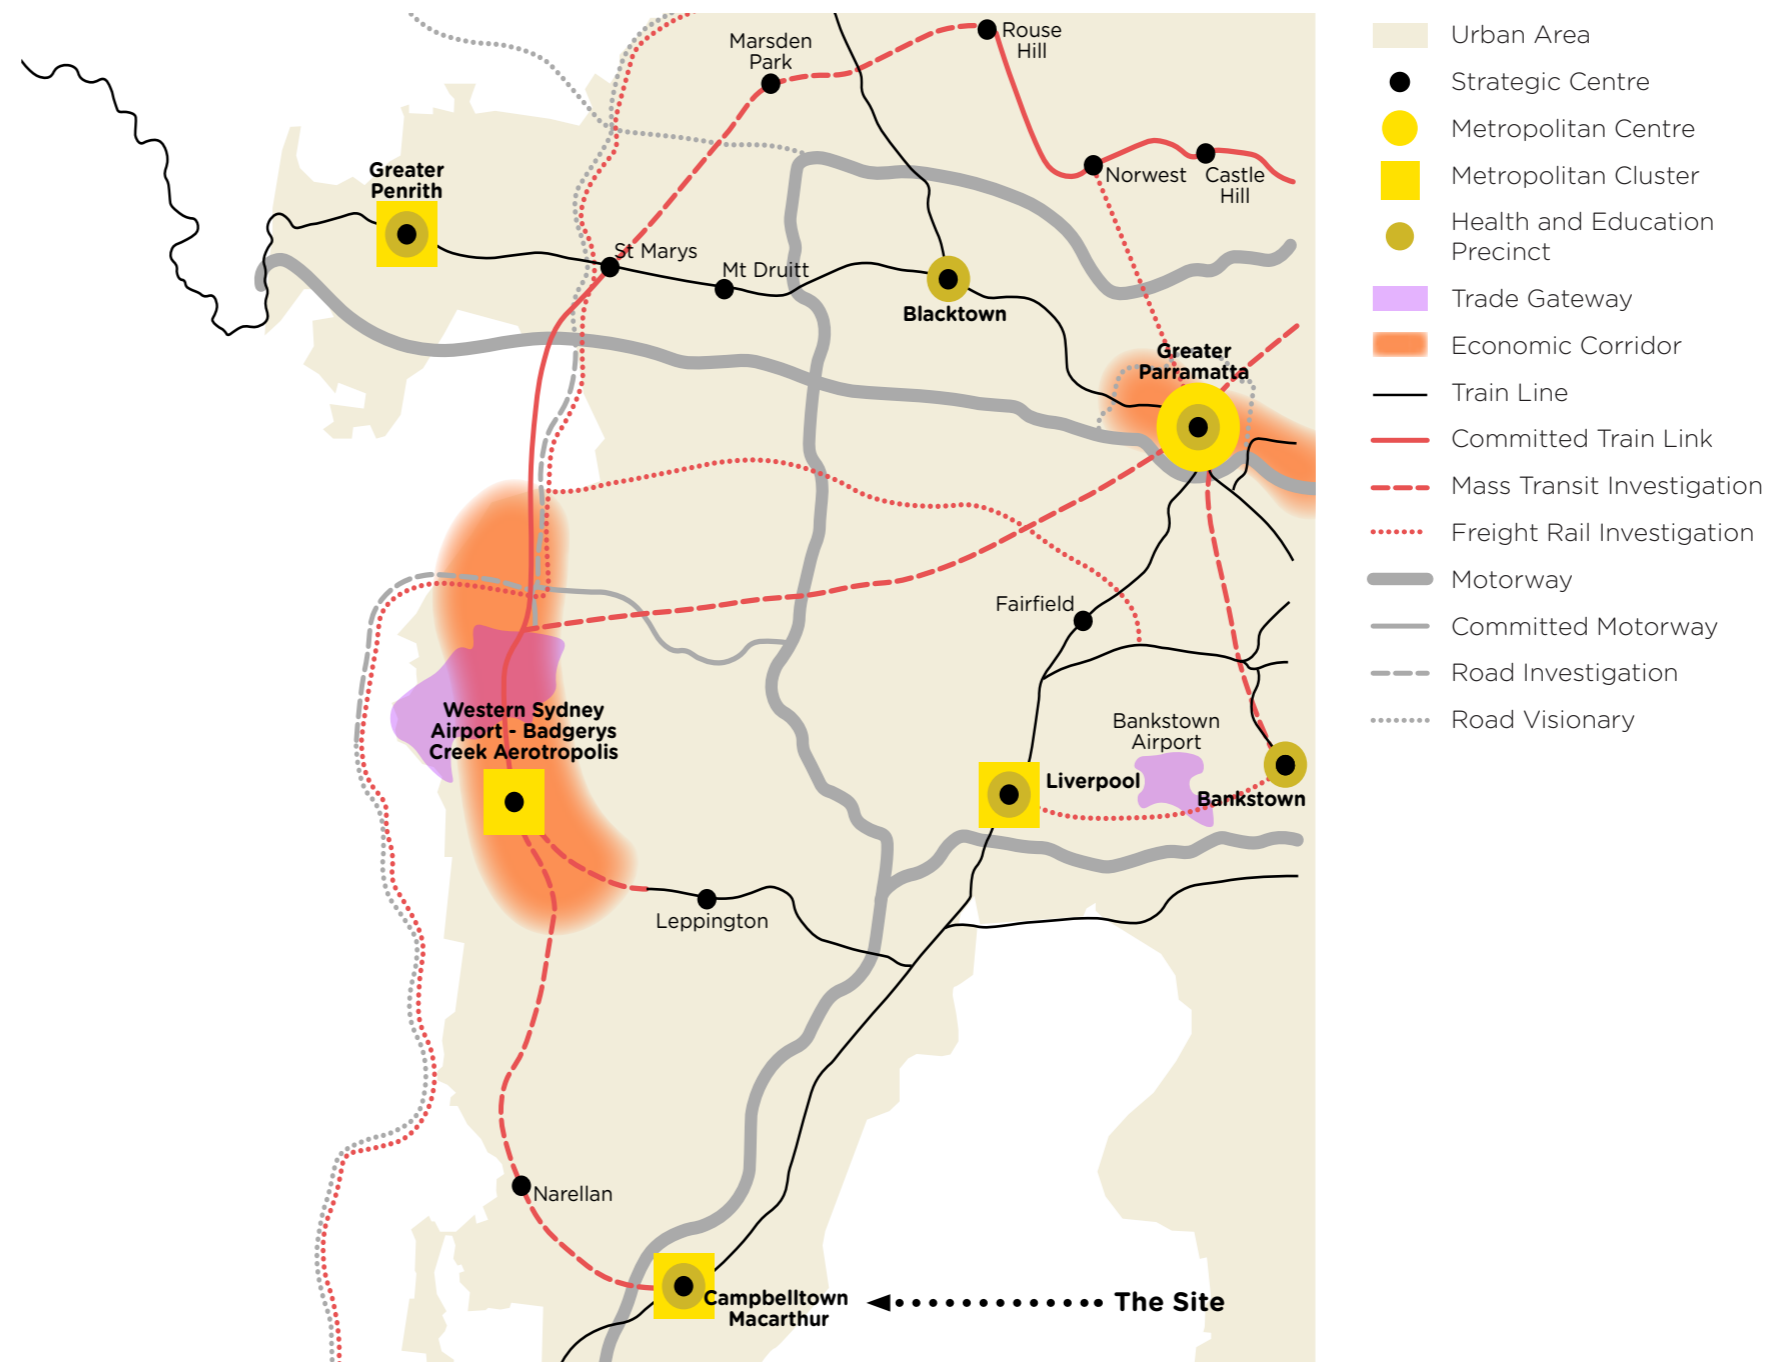 Marsden
Park
Rouse
Hill
Norwest
Castle
Hill
Greater
Penrith
St Marys
Mt Druitt
Blacktown
Greater
Parramatta
Fairfield
Western Sydney
Airport - Badgerys
Creek Aerotropolis
Bankstown
Airport
Liverpool
Bankstown
Leppington
Narellan
Campbelltown
Macarthur
The Site
Urban Area
Strategic Centre
Metropolitan Centre
Metropolitan Cluster
Health and Education
Precinct
Trade Gateway
Economic Corridor
Train Line
Committed Train Link
Mass Transit Investigation
Freight Rail Investigation
Motorway
Committed Motorway
Road Investigation
Road Visionary